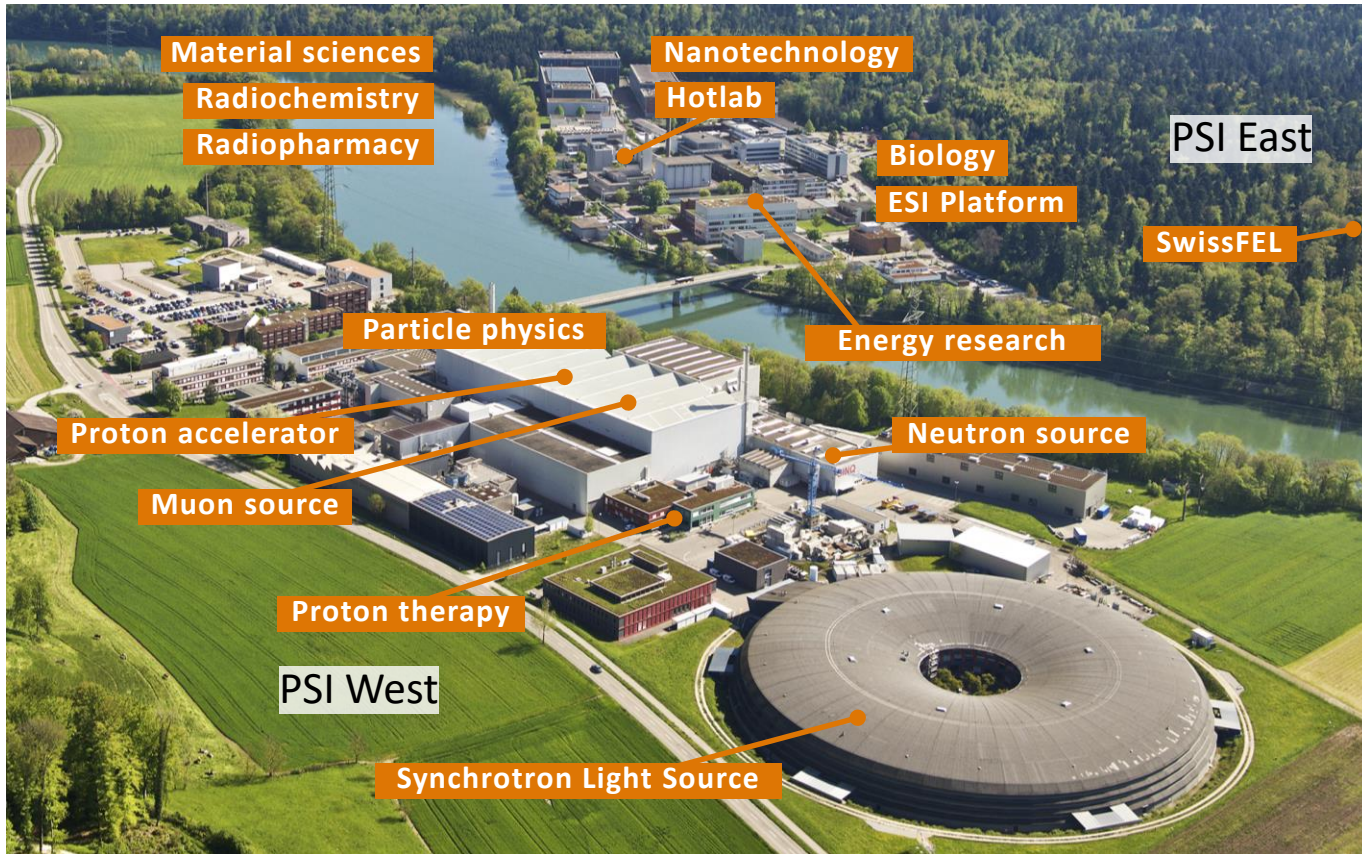 Material sciences
Nanotechnology
Radiochemistry
Hotlab
PSI East
Radiopharmacy
Biology
ESI Platform
SwissFEL
Particle physics
Energy research
Proton accelerator
Neutron source
Muon source
Proton therapy
PSI West
Synchrotron Light Source